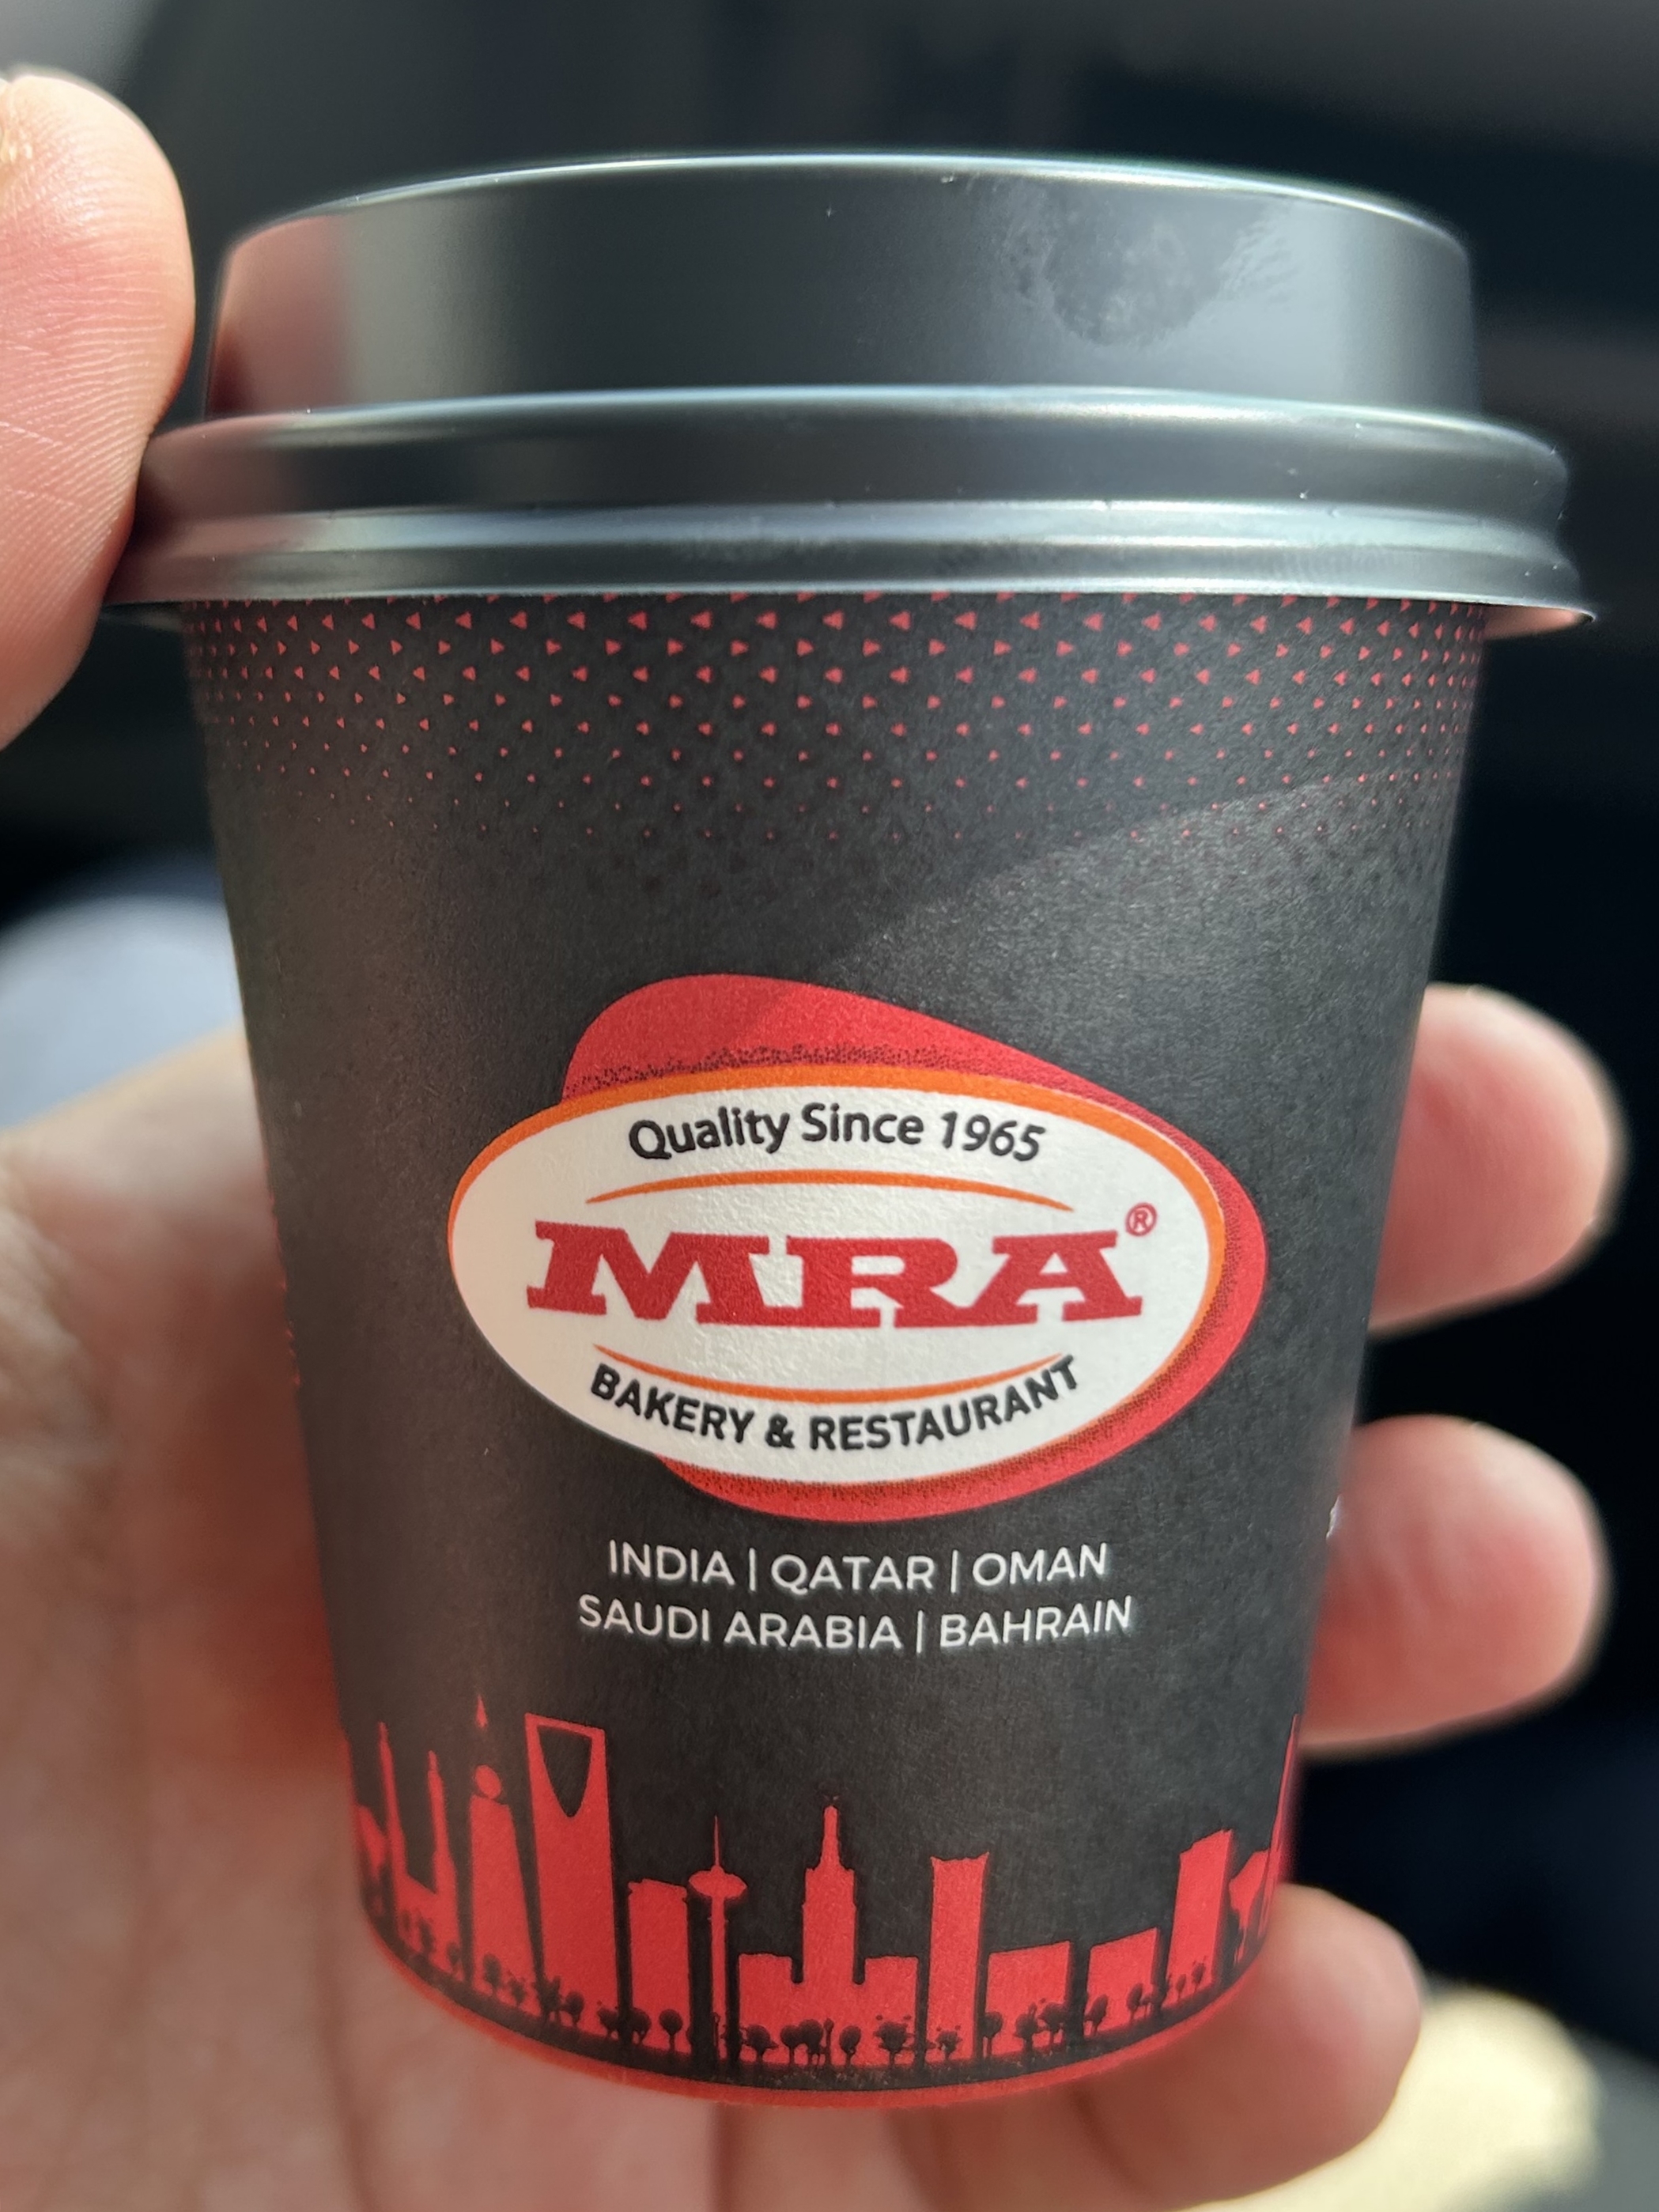 Quality Since 1965
MRA®
BAKERY & RESTAURANT
INDIA | QATAR | OMAN
SAUDI ARABIA | BAHRAIN